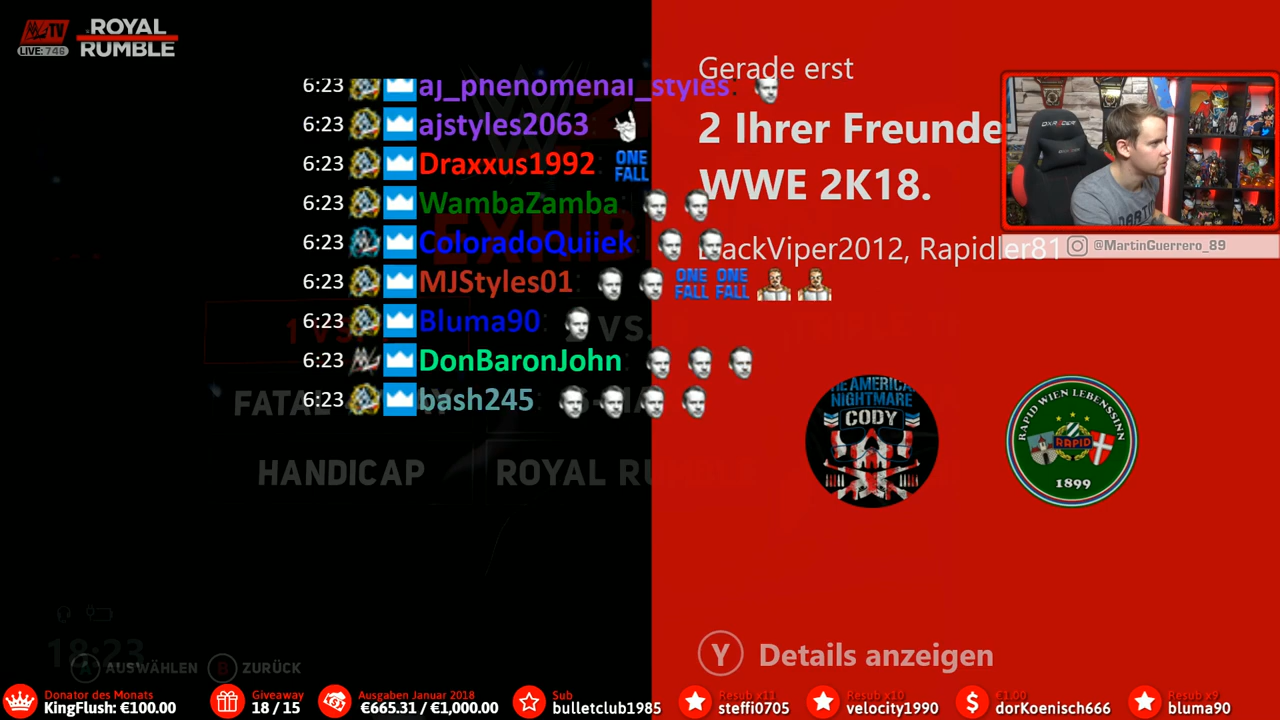 TV
LIVE: 746
ROYAL
RUMBLE
6:23 aj_phenomenal_styles:
6:23 ajstyles2063
6:23 Draxxus1992 ONE FALL
6:23 WambaZamba
6:23 ColoradoQuiiek
6:23 MJStyles01 ONE FALL ONE FALL
6:23 Bluma90:
6:23 DonBaronJohn
6:23 bash245
Gerade erst
2 Ihrer Freunde
WWE 2K18.
BlackViper2012, Rapidler81
@MartinGuerrero_89
DXRACER
VS.
FATAL
HANDICAP
ROYAL RUMBLE
THE AMERICAN
NIGHTMARE
CODY
RAPID WIEN LEBENSSINN
RAPID
1899
18:23
A AUSWÄHLEN
B ZURÜCK
Y Details anzeigen
Donator des Monats
KingFlush: €100.00
Giveaway
18 / 15
Ausgaben Januar 2018
€665.31 / €1,000.00
Sub
bulletclub1985
Resub x11
steffi0705
Resub x10
velocity1990
€1.00
dorKoenisch666
Resub x9
bluma90